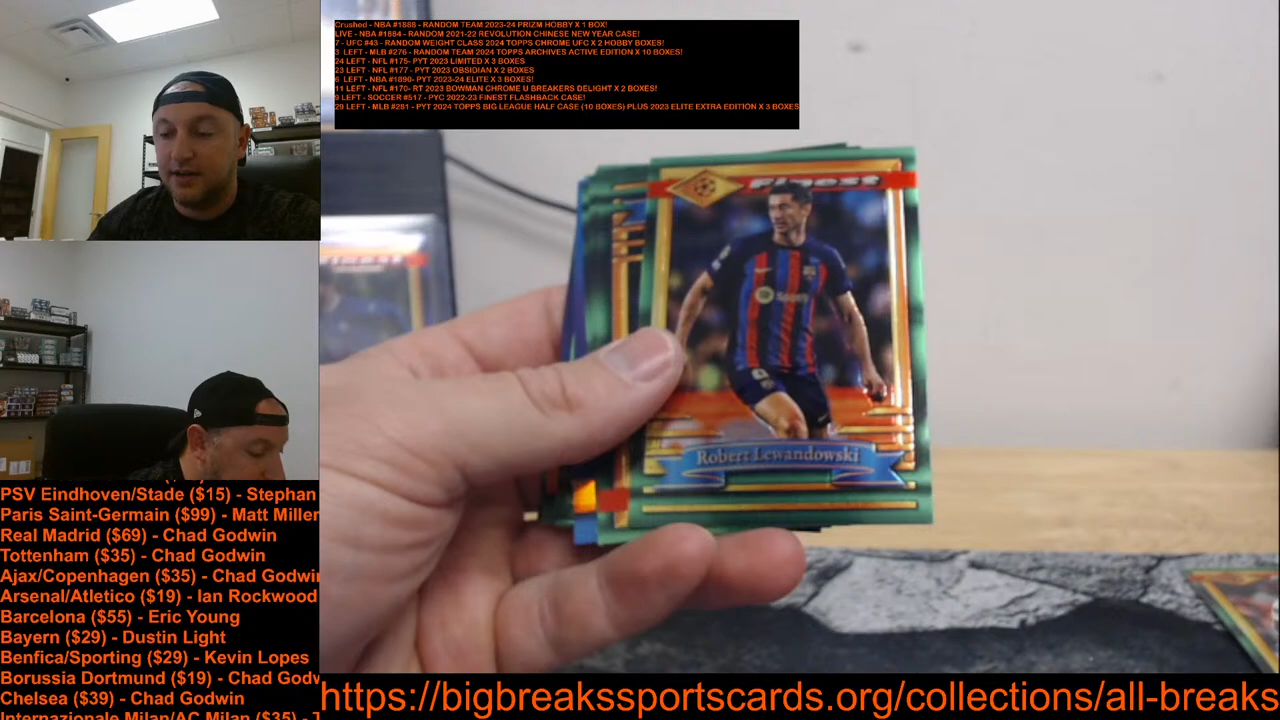 Crushed - NBA #1888 - RANDOM TEAM 2023-24 PRIZM HOBBY X 1 BOX!
LIVE - NBA #1884 - RANDOM 2021-22 REVOLUTION CHINESE NEW YEAR CASE!
7 - UFC #43 - RANDOM WEIGHT CLASS 2024 TOPPS CHROME UFC X 2 HOBBY BOXES!
3 LEFT - MLB #276 - RANDOM TEAM 2024 TOPPS ARCHIVES ACTIVE EDITION X 10 BOXES!
24 LEFT - NFL #175- PYT 2023 LIMITED X 3 BOXES
23 LEFT - NFL #177 - PYT 2023 OBSIDIAN X 2 BOXES
6 LEFT - NBA #1890- PYT 2023-24 ELITE X 3 BOXES!
11 LEFT - NFL #170- RT 2023 BOWMAN CHROME U BREAKERS DELIGHT X 2 BOXES!
9 LEFT - SOCCER #517 - PYC 2022-23 FINEST FLASHBACK CASE!
29 LEFT - MLB #281 - PYT 2024 TOPPS BIG LEAGUE HALF CASE (10 BOXES) PLUS 2023 ELITE EXTRA EDITION X 3 BOXES
Finest
Robert Lewandowski
PSV Eindhoven/Stade ($15) - Stephan
Paris Saint-Germain ($99) - Matt Miller
Real Madrid ($69) - Chad Godwin
Tottenham ($35) - Chad Godwin
Ajax/Copenhagen ($35) - Chad Godwin
Arsenal/Atletico ($19) - Ian Rockwood
Barcelona ($55) - Eric Young
Bayern ($29) - Dustin Light
Benfica/Sporting ($29) - Kevin Lopes
Borussia Dortmund ($19) - Chad Godw
Chelsea ($39) - Chad Godwin
Internazionale Milan/AC Milan ($35) -
https://bigbreakssportscards.org/collections/all-breaks